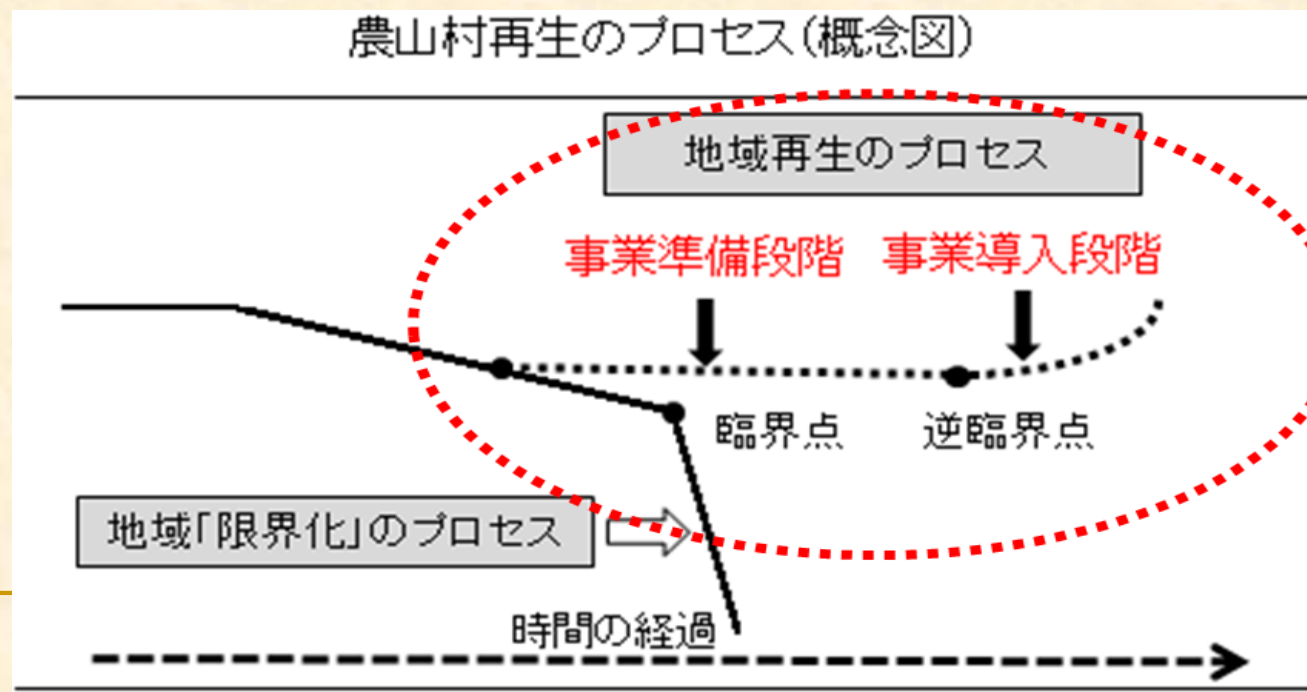 農山村再生のプロセス(概念図)
地域再生のプロセス
事業準備段階
事業導入段階
臨界点
逆臨界点
地域「限界化」のプロセス
時間の経過